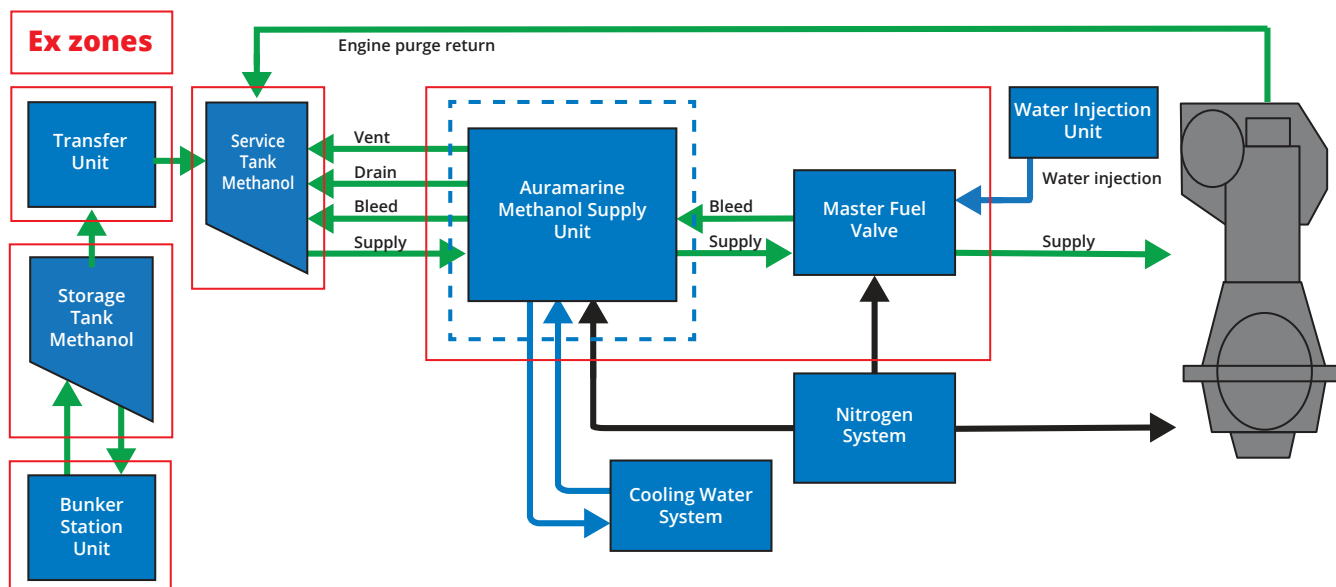 Ex zones
Engine purge return
Transfer
Unit
Service
Tank
Methanol
Vent
Drain
Bleed
Supply
Auramarine
Methanol Supply
Unit
Bleed
Supply
Master Fuel
Valve
Water Injection
Unit
Water injection
Supply
Storage
Tank
Methanol
Nitrogen
System
Cooling Water
System
Bunker
Station
Unit